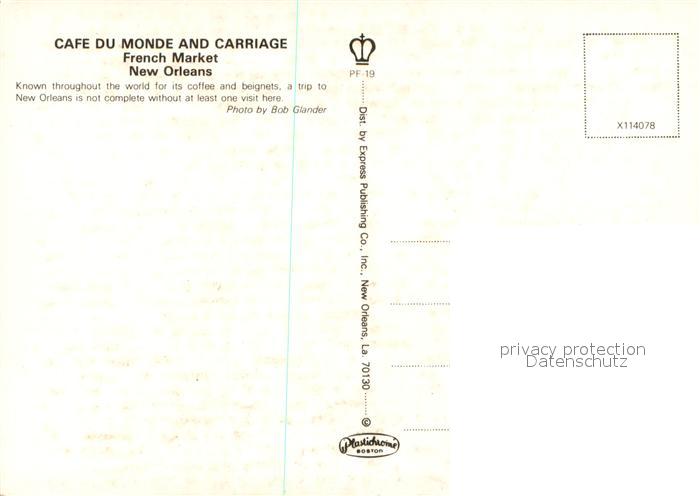 CAFE DU MONDE AND CARRIAGE
French Market
New Orleans
Known throughout the world for its coffee and beignets, a trip to
New Orleans is not complete without at least one visit here.
Photo by Bob Glander
PF-19
Dist. by Express Publishing Co., Inc., New Orleans, La. 70130
©
Plastichrome
BOSTON
X114078
privacy protection
Datenschutz